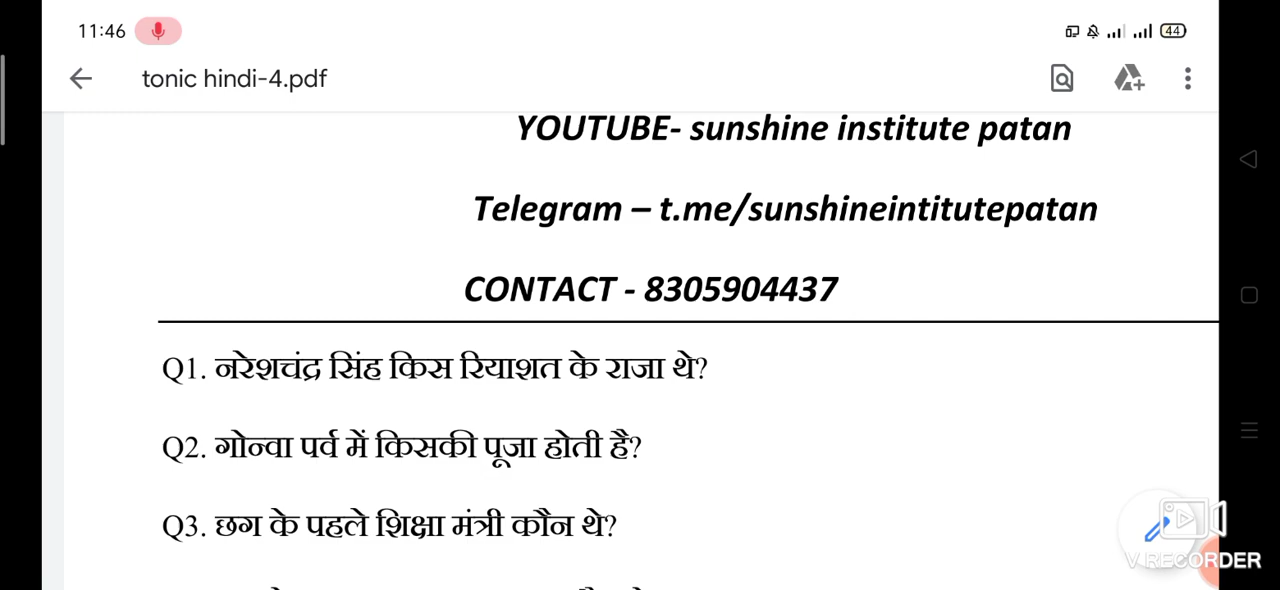 11:46
44
tonic hindi-4.pdf
YOUTUBE- sunshine institute patan
Telegram – t.me/sunshineintitutepatan
CONTACT - 8305904437
Q1. नरेशचंद्र सिंह किस रियाशत के राजा थे?
Q2. गोन्वा पर्व में किसकी पूजा होती है?
Q3. छग के पहले शिक्षा मंत्री कौन थे?
V RECORDER